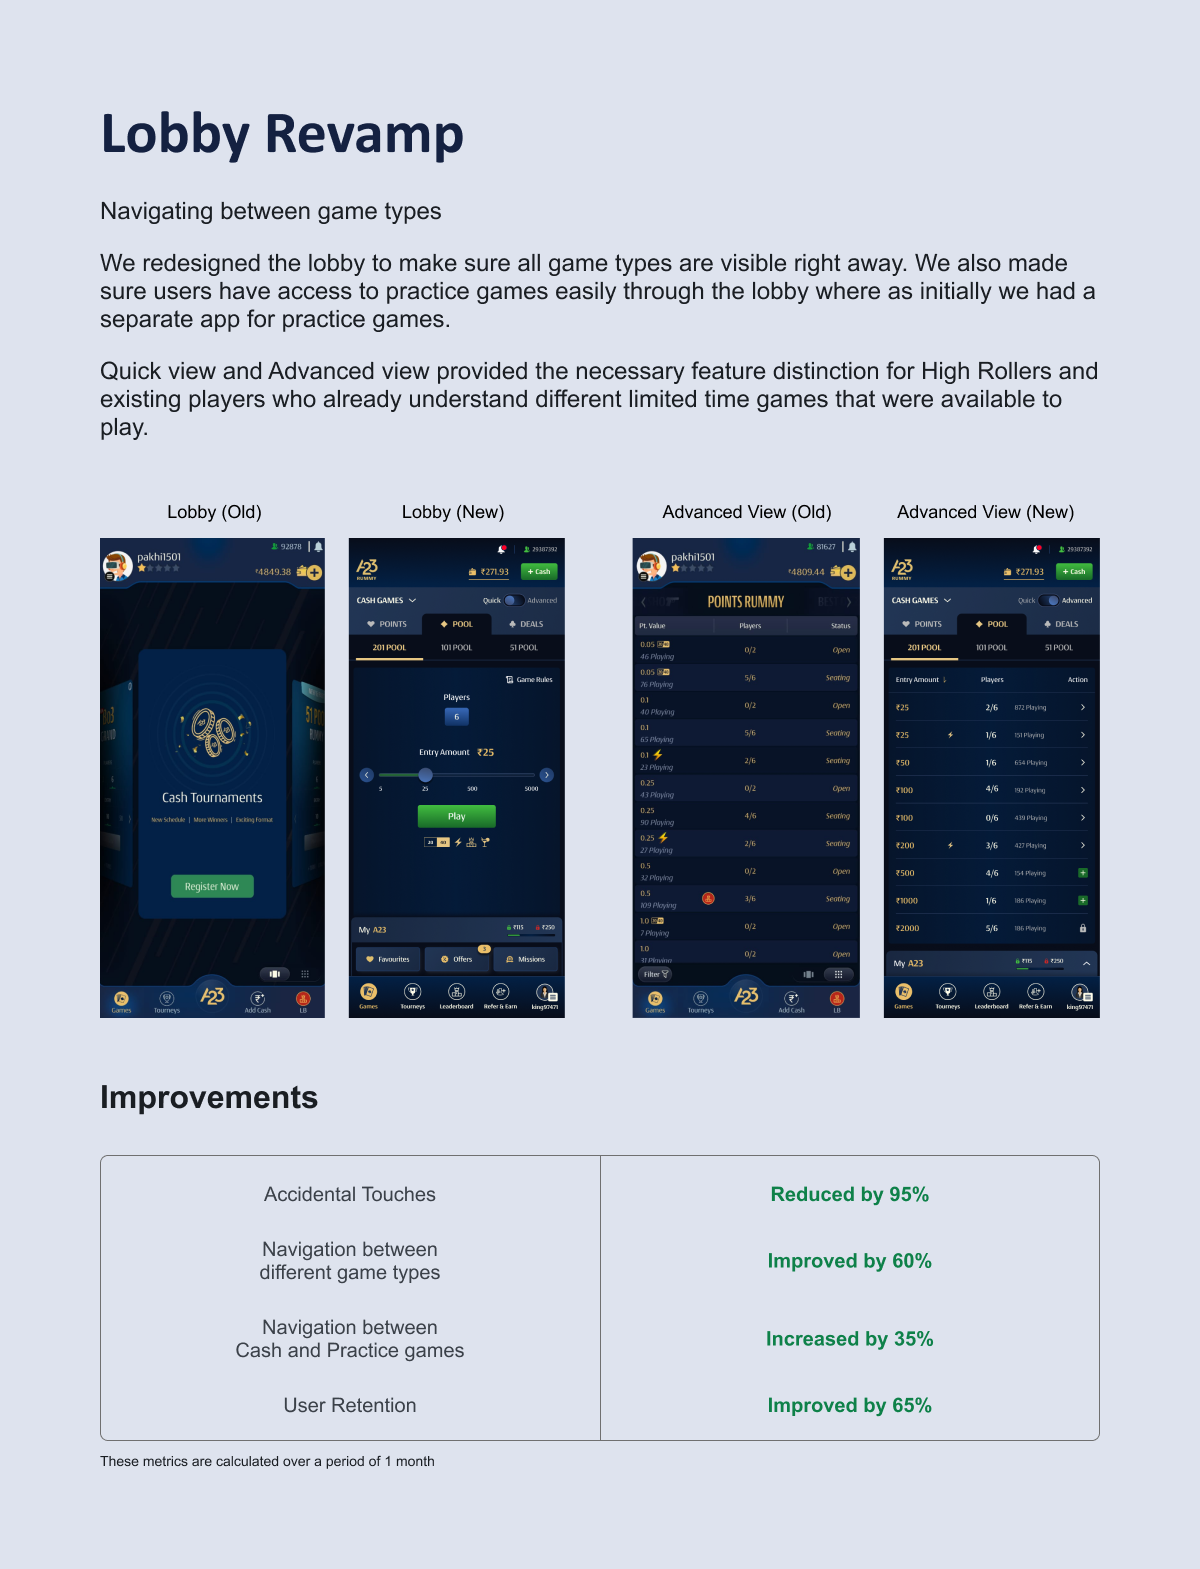 Lobby Revamp
Navigating between game types
We redesigned the lobby to make sure all game types are visible right away. We also made
sure users have access to practice games easily through the lobby where as initially we had a
separate app for practice games.
Quick view and Advanced view provided the necessary feature distinction for High Rollers and
existing players who already understand different limited time games that were available to
play.
Lobby (Old)
92878
pakhi1501
₹4849.38
51 POOL
Cash Tournaments
New Schedule | More Winners | Exciting Format
Register Now
Games
Tourneys
A23
Add Cash
LB
Lobby (New)
29387392
A23
RUMMY
₹271.93
+ Cash
CASH GAMES
Quick
Advanced
POINTS
POOL
DEALS
201 POOL
101 POOL
51 POOL
Game Rules
Players
6
Entry Amount ₹25
5 25 500 5000
Play
My A23
₹115
₹250
3
Favourites
Offers
Missions
Games
Tourneys
Leaderboard
Refer & Earn
king97471
Advanced View (Old)
81627
pakhi1501
₹4809.44
POINTS RUMMY
BEST
Pt. Value Players Status
0.05 0/2 Open
46 Playing
0.05 5/6 Seating
76 Playing
0.1 0/2 Open
40 Playing
0.1 5/6 Seating
65 Playing
0.1 2/6 Seating
23 Playing
0.25 0/2 Open
43 Playing
0.25 4/6 Seating
90 Playing
0.25 2/6 Seating
27 Playing
0.5 0/2 Open
32 Playing
0.5 3/6 Seating
109 Playing
1.0 0/2 Open
7 Playing
1.0 0/2 Open
31 Playing
Filter
Games
Tourneys
A23
Add Cash
LB
Advanced View (New)
29387392
A23
RUMMY
₹271.93
+ Cash
CASH GAMES
Quick
Advanced
POINTS
POOL
DEALS
201 POOL
101 POOL
51 POOL
Entry Amount Players Action
₹25 2/6 872 Playing
₹25 1/6 151 Playing
₹50 1/6 654 Playing
₹100 4/6 192 Playing
₹100 0/6 439 Playing
₹200 3/6 427 Playing
₹500 4/6 154 Playing
₹1000 1/6 186 Playing
₹2000 5/6 186 Playing
My A23
₹115
₹250
Games
Tourneys
Leaderboard
Refer & Earn
king97471
Improvements
Accidental Touches
Reduced by 95%
Navigation between
different game types
Improved by 60%
Navigation between
Cash and Practice games
Increased by 35%
User Retention
Improved by 65%
These metrics are calculated over a period of 1 month